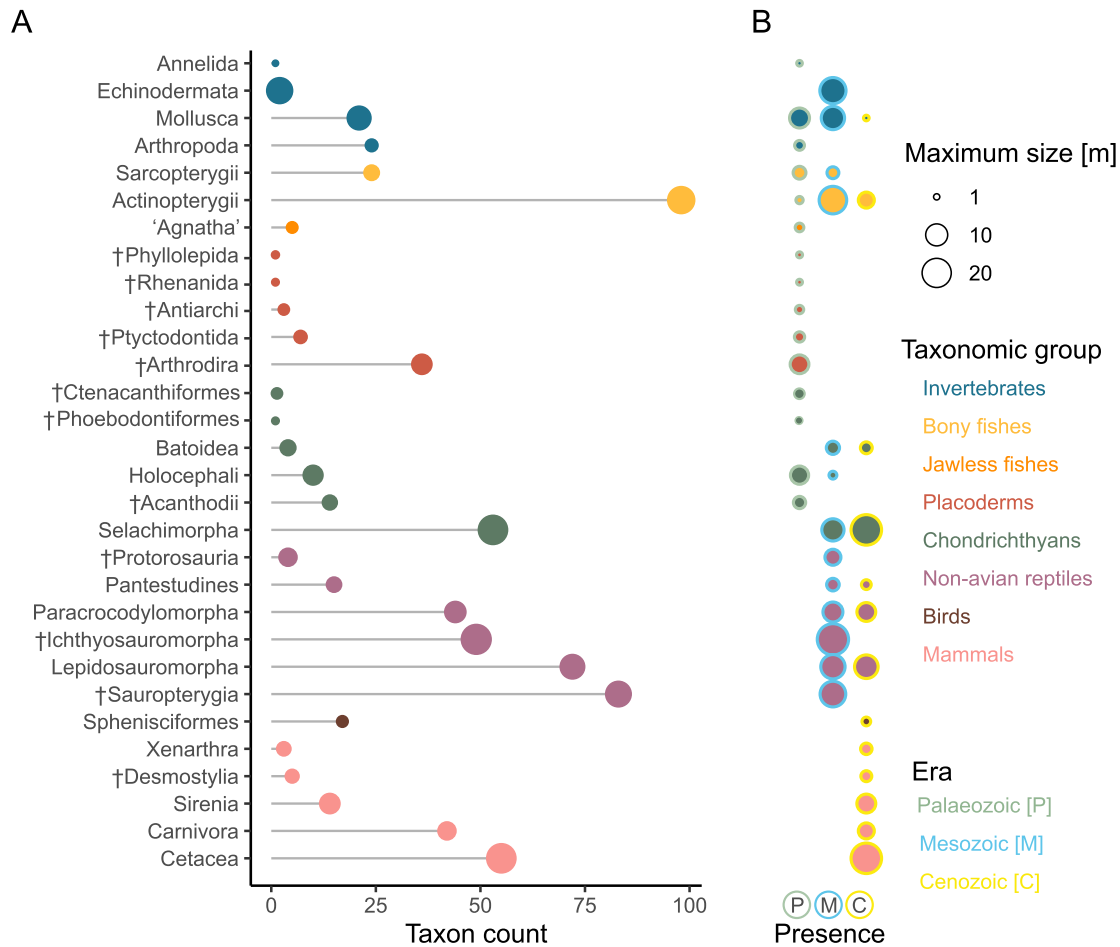 A
B
Annelida
Echinodermata
Mollusca
Arthropoda
Sarcopterygii
Actinopterygii
‘Agnatha’
†Phyllolepida
†Rhenanida
†Antiarchi
†Ptyctodontida
†Arthrodira
†Ctenacanthiformes
†Phoebodontiformes
Batoidea
Holocephali
†Acanthodii
Selachimorpha
†Protorosauria
Pantestudines
Paracrocodylomorpha
†Ichthyosauromorpha
Lepidosauromorpha
†Sauropterygia
Sphenisciformes
Xenarthra
†Desmostylia
Sirenia
Carnivora
Cetacea
0 25 50 75 100
Taxon count
P M C
Presence
Maximum size [m]
1
10
20
Taxonomic group
Invertebrates
Bony fishes
Jawless fishes
Placoderms
Chondrichthyans
Non-avian reptiles
Birds
Mammals
Era
Palaeozoic [P]
Mesozoic [M]
Cenozoic [C]